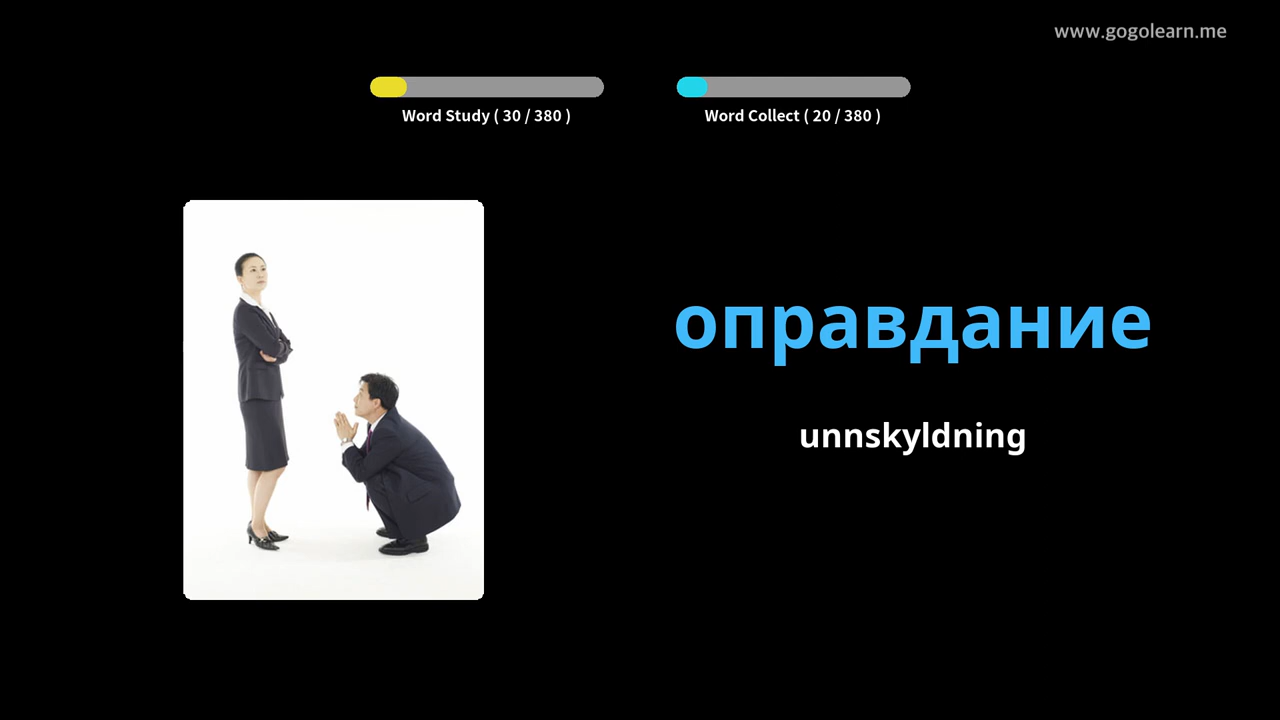 www.gogolearn.me
Word Study ( 30 / 380 )
Word Collect ( 20 / 380 )
оправдание
unnskyldning